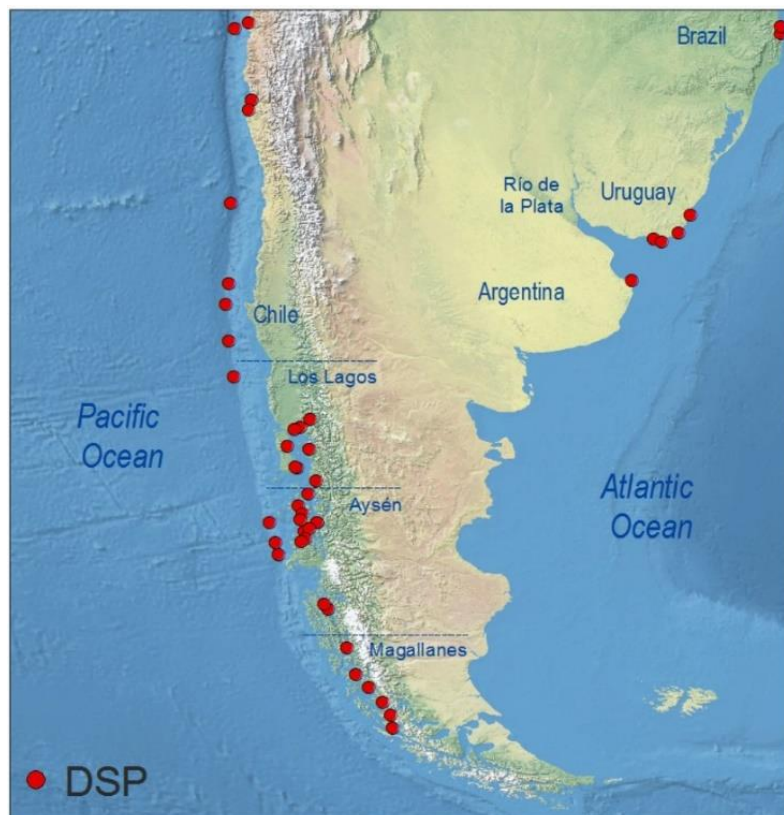 Brazil
Río de
la Plata
Uruguay
Argentina
Chile
Los Lagos
Pacific
Ocean
Aysén
Atlantic
Ocean
Magallanes
DSP